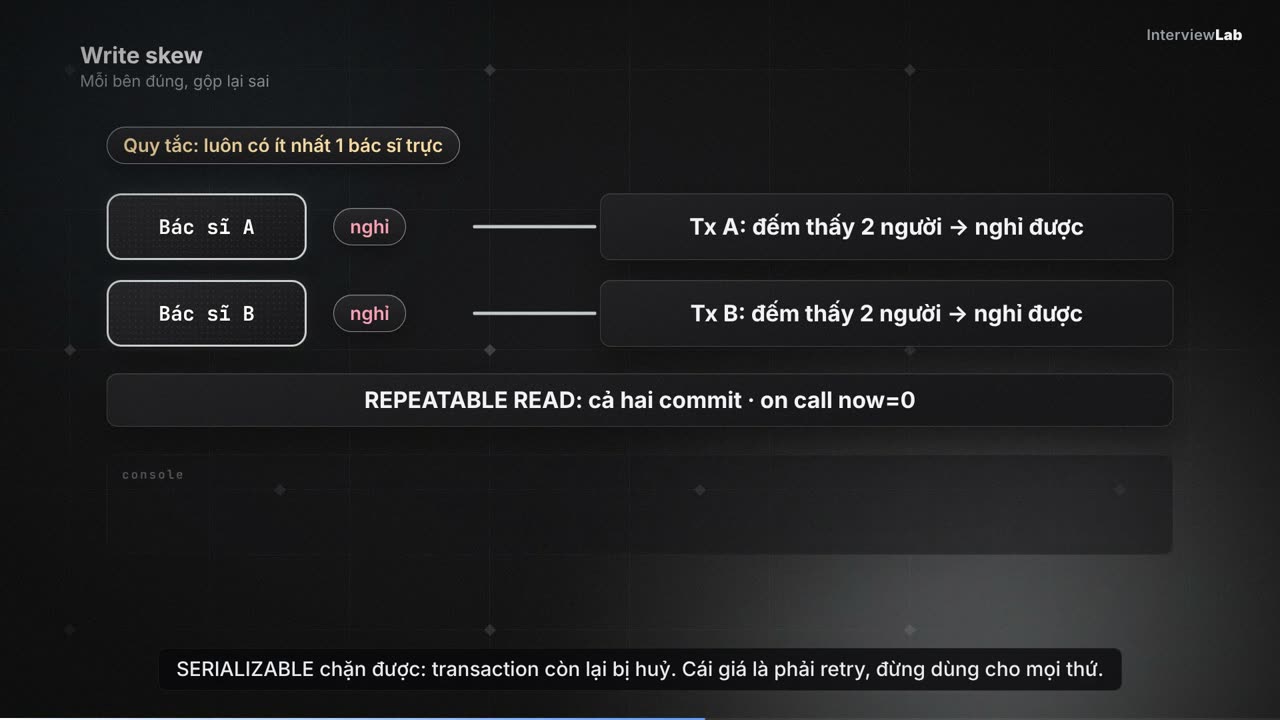 InterviewLab
Write skew
Mỗi bên đúng, gộp lại sai
Quy tắc: luôn có ít nhất 1 bác sĩ trực
Bác sĩ A
nghỉ
Tx A: đếm thấy 2 người → nghỉ được
Bác sĩ B
nghỉ
Tx B: đếm thấy 2 người → nghỉ được
REPEATABLE READ: cả hai commit · on call now=0
console
SERIALIZABLE chặn được: transaction còn lại bị huỷ. Cái giá là phải retry, đừng dùng cho mọi thứ.